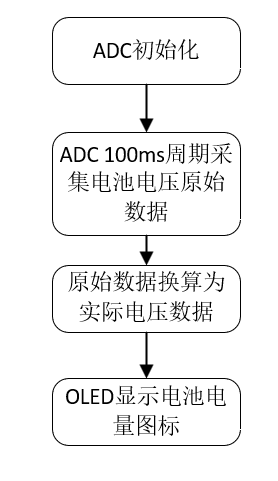 ADC初始化
ADC 100ms周期采
集电池电压原始
数据
原始数据换算为
实际电压数据
OLED显示电池电
量图标